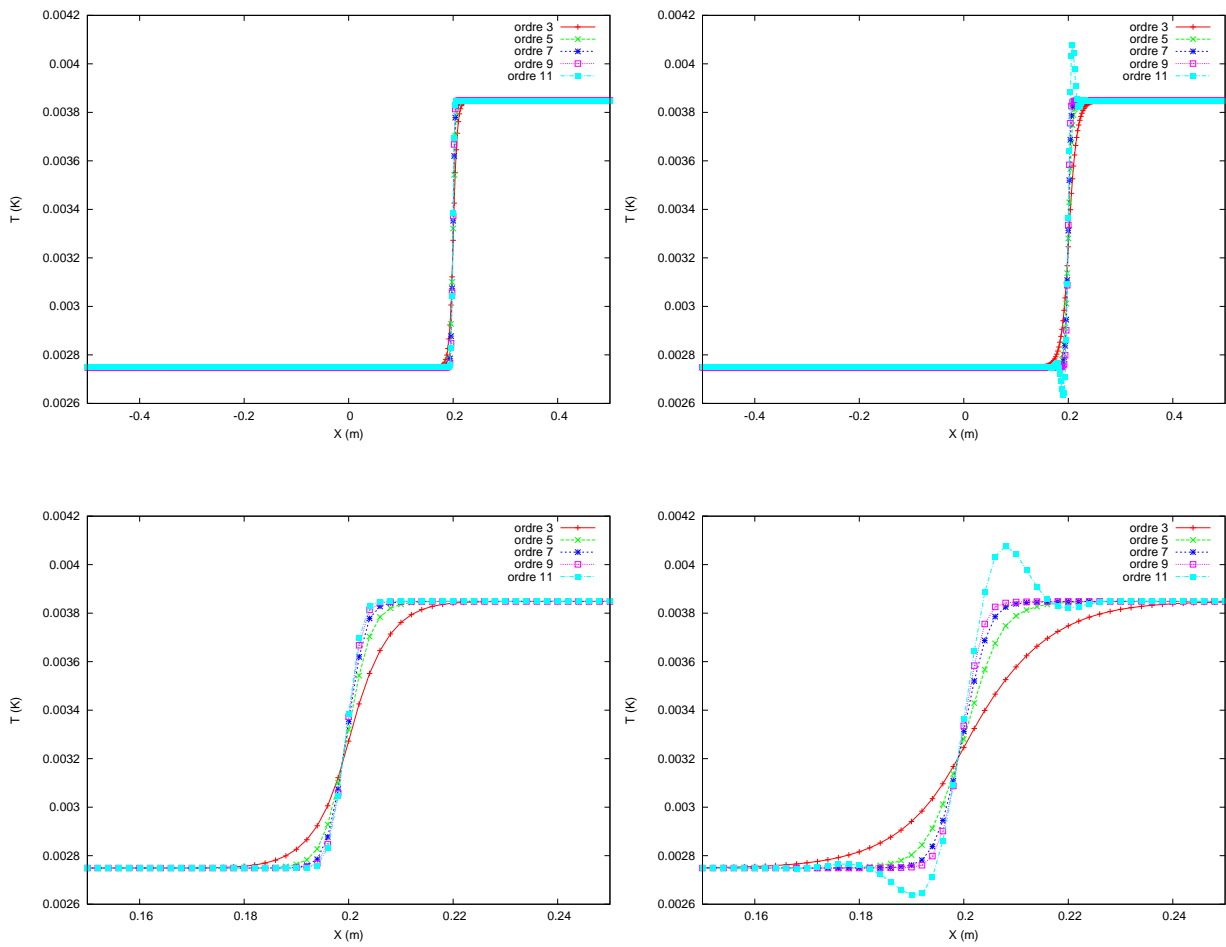 0.0042
0.004
0.0038
0.0036
0.0034
0.0032
0.003
0.0028
0.0026
T (K)
-0.4
-0.2
0
0.2
0.4
X (m)
ordre 3
ordre 5
ordre 7
ordre 9
ordre 11
0.0042
0.004
0.0038
0.0036
0.0034
0.0032
0.003
0.0028
0.0026
T (K)
-0.4
-0.2
0
0.2
0.4
X (m)
ordre 3
ordre 5
ordre 7
ordre 9
ordre 11
0.0042
0.004
0.0038
0.0036
0.0034
0.0032
0.003
0.0028
0.0026
T (K)
0.16
0.18
0.2
0.22
0.24
X (m)
ordre 3
ordre 5
ordre 7
ordre 9
ordre 11
0.0042
0.004
0.0038
0.0036
0.0034
0.0032
0.003
0.0028
0.0026
T (K)
0.16
0.18
0.2
0.22
0.24
X (m)
ordre 3
ordre 5
ordre 7
ordre 9
ordre 11